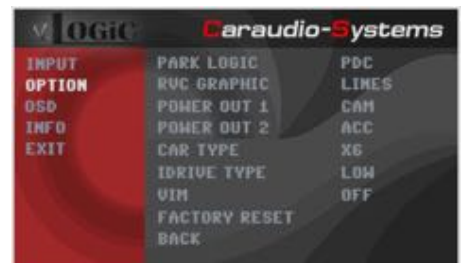 v.LOGiC Caraudio-Systems
INPUT PARK LOGIC PDC
OPTION RVC GRAPHIC LINES
OSD POWER OUT 1 CAM
INFO POWER OUT 2 ACC
EXIT CAR TYPE X6
IDRIVE TYPE LOW
VIM OFF
FACTORY RESET
BACK